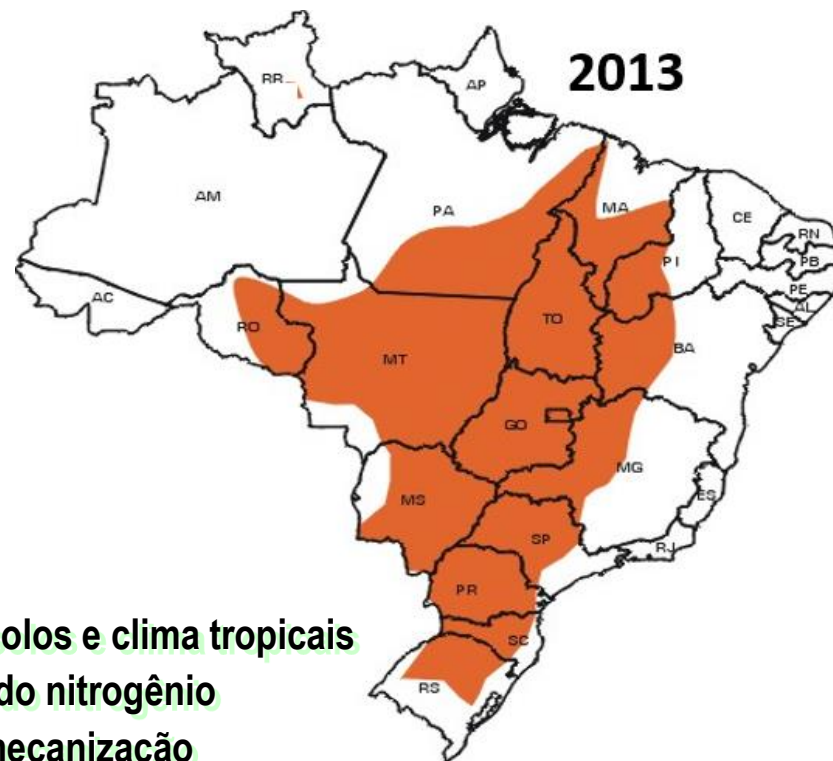 2013
RR
AP
AM
PA
MA
CE
RN
PB
PI
PE
AL
SE
AC
RO
TO
BA
MT
GO
MG
ES
MS
SP
RJ
PR
SC
RS
olos e clima tropicais
do nitrogênio
mecanização